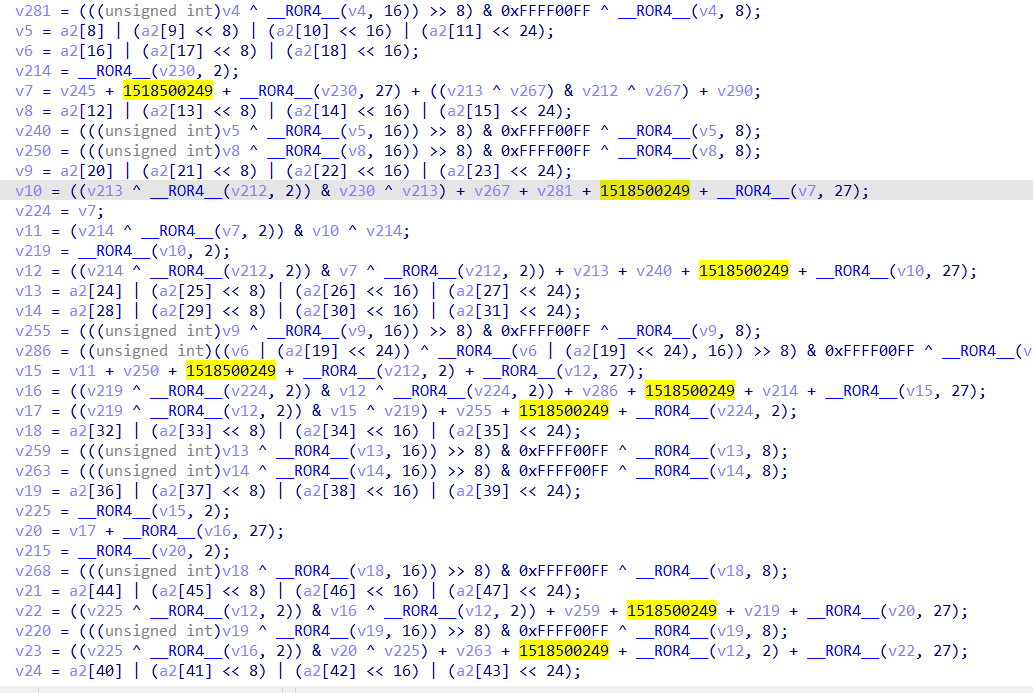 v281 = (((unsigned int)v4 ^ __ROR4__(v4, 16)) >> 8) & 0xFFFF00FF ^ __ROR4__(v4, 8);
v5 = a2[8] | (a2[9] << 8) | (a2[10] << 16) | (a2[11] << 24);
v6 = a2[16] | (a2[17] << 8) | (a2[18] << 16);
v214 = __ROR4__(v230, 2);
v7 = v245 + 1518500249 + __ROR4__(v230, 27) + ((v213 ^ v267) & v212 ^ v267) + v290;
v8 = a2[12] | (a2[13] << 8) | (a2[14] << 16) | (a2[15] << 24);
v240 = (((unsigned int)v5 ^ __ROR4__(v5, 16)) >> 8) & 0xFFFF00FF ^ __ROR4__(v5, 8);
v250 = (((unsigned int)v8 ^ __ROR4__(v8, 16)) >> 8) & 0xFFFF00FF ^ __ROR4__(v8, 8);
v9 = a2[20] | (a2[21] << 8) | (a2[22] << 16) | (a2[23] << 24);
v10 = ((v213 ^ __ROR4__(v212, 2)) & v230 ^ v213) + v267 + v281 + 1518500249 + __ROR4__(v7, 27);
v224 = v7;
v11 = (v214 ^ __ROR4__(v7, 2)) & v10 ^ v214;
v219 = __ROR4__(v10, 2);
v12 = ((v214 ^ __ROR4__(v212, 2)) & v7 ^ __ROR4__(v212, 2)) + v213 + v240 + 1518500249 + __ROR4__(v10, 27);
v13 = a2[24] | (a2[25] << 8) | (a2[26] << 16) | (a2[27] << 24);
v14 = a2[28] | (a2[29] << 8) | (a2[30] << 16) | (a2[31] << 24);
v255 = (((unsigned int)v9 ^ __ROR4__(v9, 16)) >> 8) & 0xFFFF00FF ^ __ROR4__(v9, 8);
v286 = ((unsigned int)((v6 | (a2[19] << 24)) ^ __ROR4__(v6 | (a2[19] << 24), 16)) >> 8) & 0xFFFF00FF ^ __ROR4__(v
v15 = v11 + v250 + 1518500249 + __ROR4__(v212, 2) + __ROR4__(v12, 27);
v16 = ((v219 ^ __ROR4__(v224, 2)) & v12 ^ __ROR4__(v224, 2)) + v286 + 1518500249 + v214 + __ROR4__(v15, 27);
v17 = ((v219 ^ __ROR4__(v12, 2)) & v15 ^ v219) + v255 + 1518500249 + __ROR4__(v224, 2);
v18 = a2[32] | (a2[33] << 8) | (a2[34] << 16) | (a2[35] << 24);
v259 = (((unsigned int)v13 ^ __ROR4__(v13, 16)) >> 8) & 0xFFFF00FF ^ __ROR4__(v13, 8);
v263 = (((unsigned int)v14 ^ __ROR4__(v14, 16)) >> 8) & 0xFFFF00FF ^ __ROR4__(v14, 8);
v19 = a2[36] | (a2[37] << 8) | (a2[38] << 16) | (a2[39] << 24);
v225 = __ROR4__(v15, 2);
v20 = v17 + __ROR4__(v16, 27);
v215 = __ROR4__(v20, 2);
v268 = (((unsigned int)v18 ^ __ROR4__(v18, 16)) >> 8) & 0xFFFF00FF ^ __ROR4__(v18, 8);
v21 = a2[44] | (a2[45] << 8) | (a2[46] << 16) | (a2[47] << 24);
v22 = ((v225 ^ __ROR4__(v12, 2)) & v16 ^ __ROR4__(v12, 2)) + v259 + 1518500249 + v219 + __ROR4__(v20, 27);
v220 = (((unsigned int)v19 ^ __ROR4__(v19, 16)) >> 8) & 0xFFFF00FF ^ __ROR4__(v19, 8);
v23 = ((v225 ^ __ROR4__(v16, 2)) & v20 ^ v225) + v263 + 1518500249 + __ROR4__(v12, 2) + __ROR4__(v22, 27);
v24 = a2[40] | (a2[41] << 8) | (a2[42] << 16) | (a2[43] << 24);